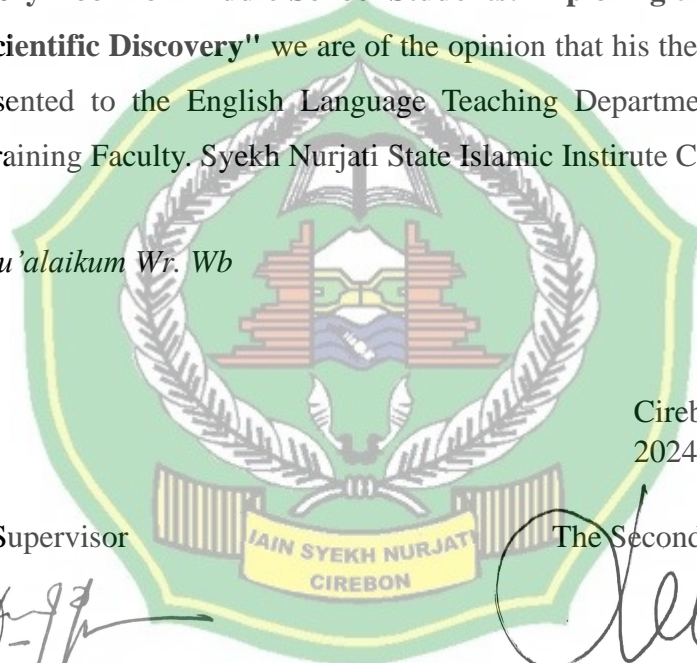 cientific Discovery" we are of the opinion that his the
sented to the English Language Teaching Departme
raining Faculty. Syekh Nurjati State Islamic Instirute C
u'alaikum Wr. Wb
Cireb
2024
Supervisor
The Second
IAIN SYEKH NURJATI
CIREBON